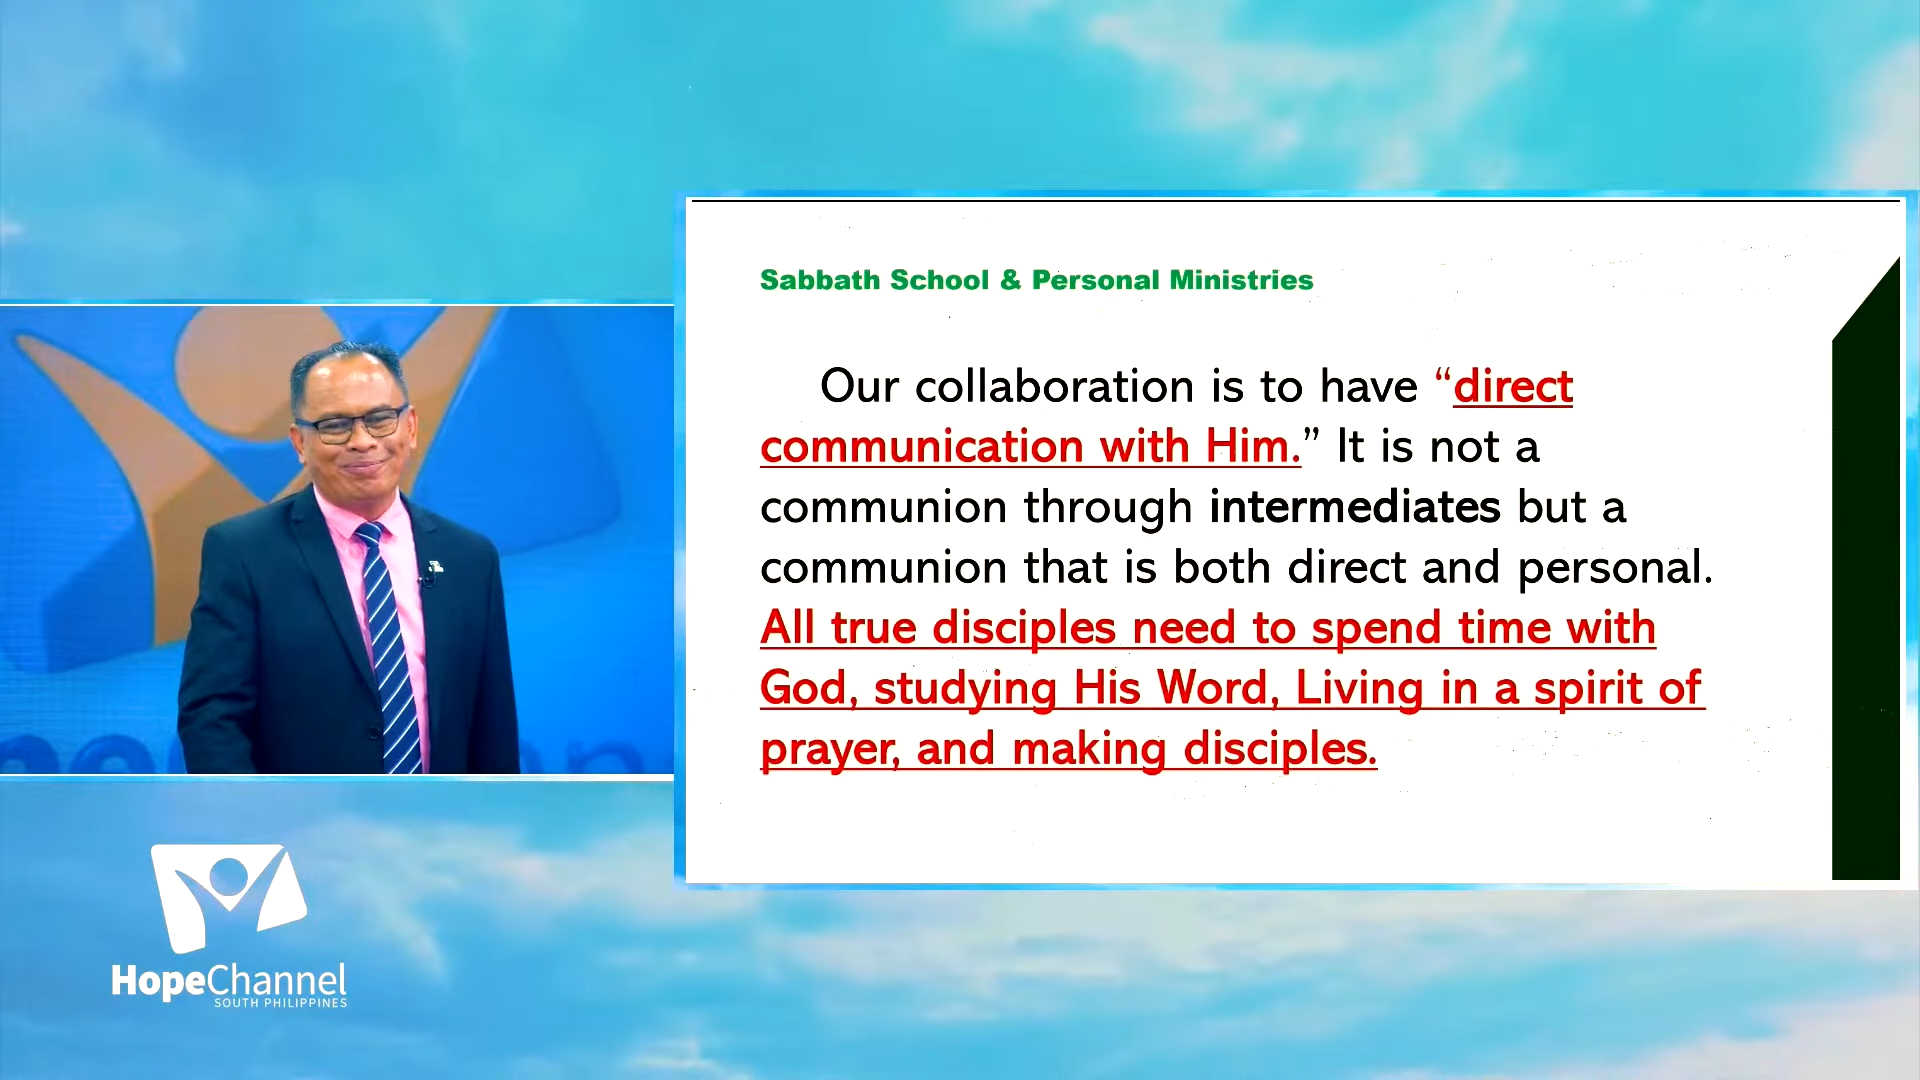 Sabbath School & Personal Ministries
Our collaboration is to have “direct
communication with Him.” It is not a
communion through intermediates but a
communion that is both direct and personal.
All true disciples need to spend time with
God, studying His Word, Living in a spirit of
prayer, and making disciples.
HopeChannel
SOUTH PHILIPPINES